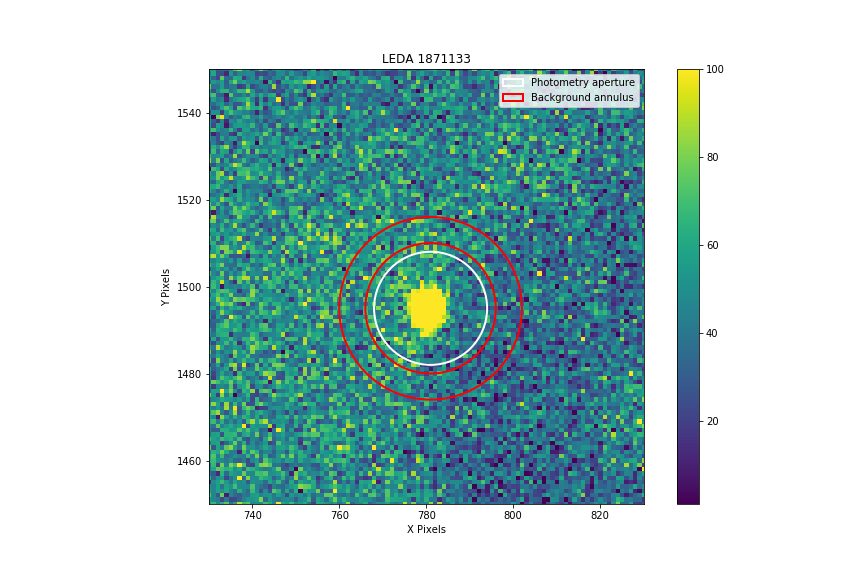 LEDA 1871133
Photometry aperture
Background annulus
Y Pixels
1540
1520
1500
1480
1460
740 760 780 800 820
X Pixels
100
80
60
40
20